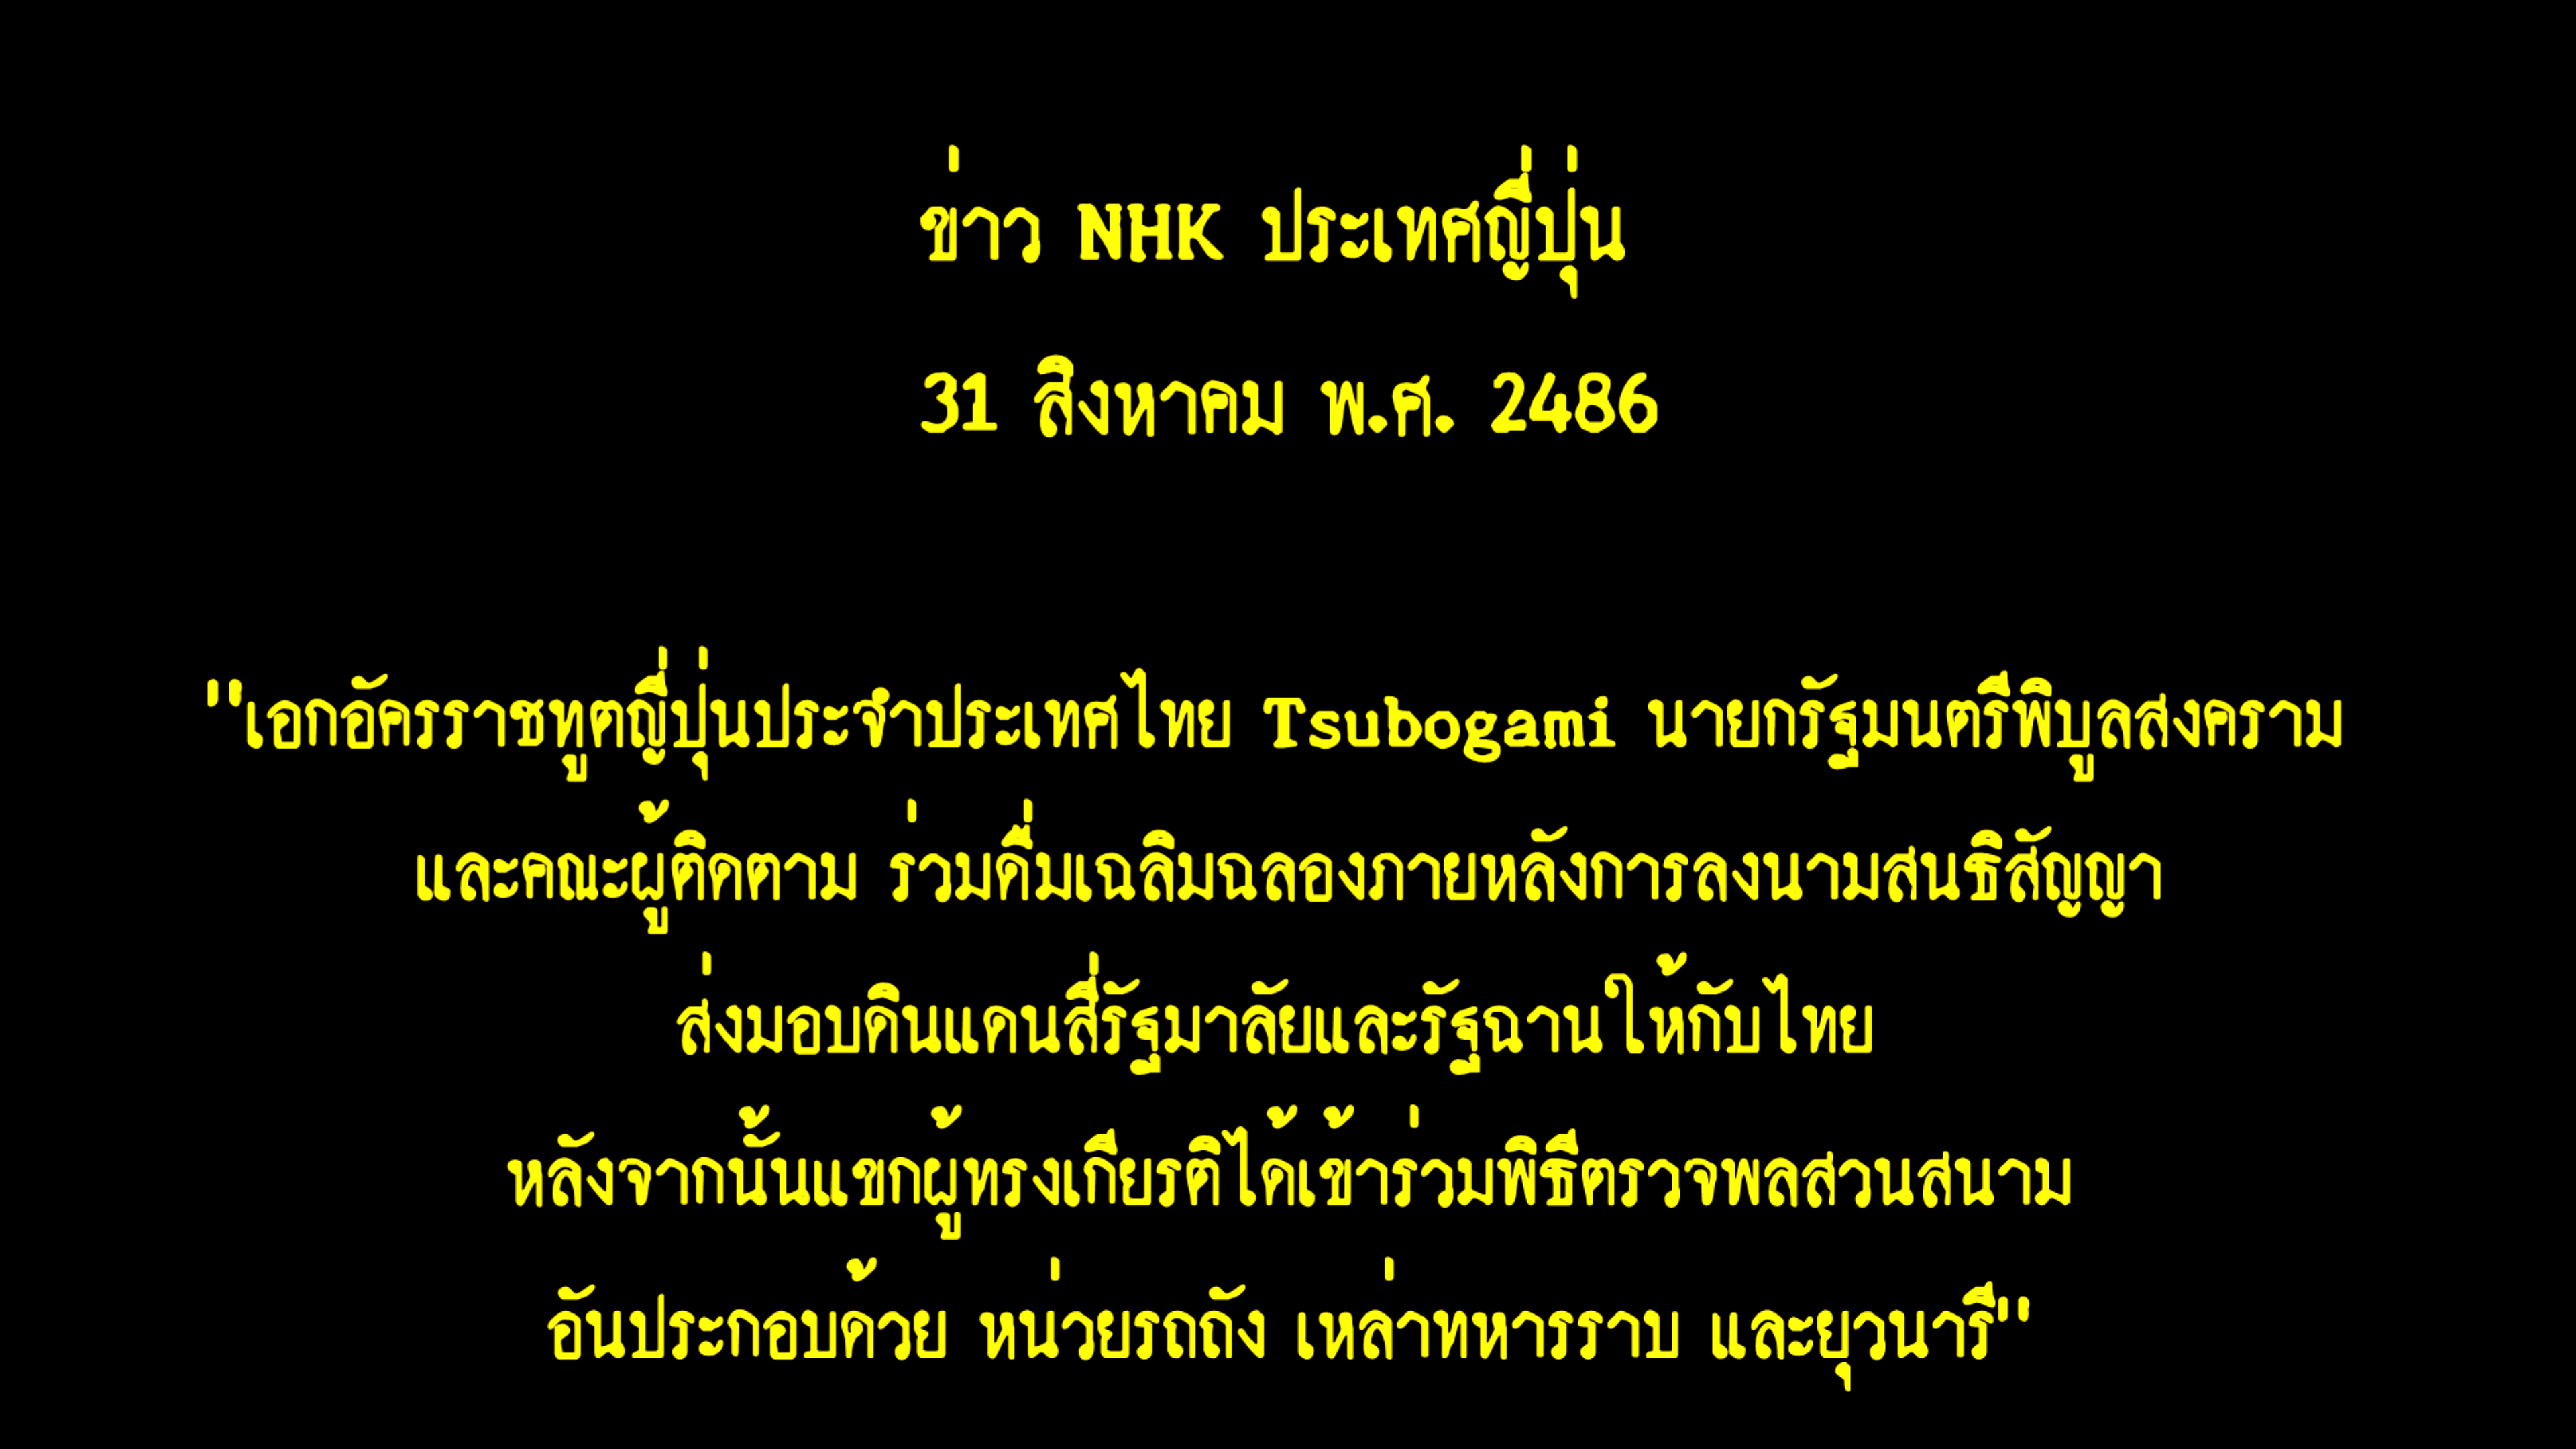 ข่าว NHK ประเทศญี่ปุ่น
31 สิงหาคม พ.ศ. 2486
"เอกอัครราชทูตญี่ปุ่นประจำประเทศไทย Tsubogami นายกรัฐมนตรีพิบูลสงคราม
และคณะผู้ติดตาม ร่วมดื่มเฉลิมฉลองภายหลังการลงนามสนธิสัญญา
ส่งมอบดินแดนสี่รัฐมาลัยและรัฐฉานให้กับไทย
หลังจากนั้นแขกผู้ทรงเกียรติได้เข้าร่วมพิธีตรวจพลสวนสนาม
อันประกอบด้วย หน่วยรถถัง เหล่าทหารราบ และยุวนารี"